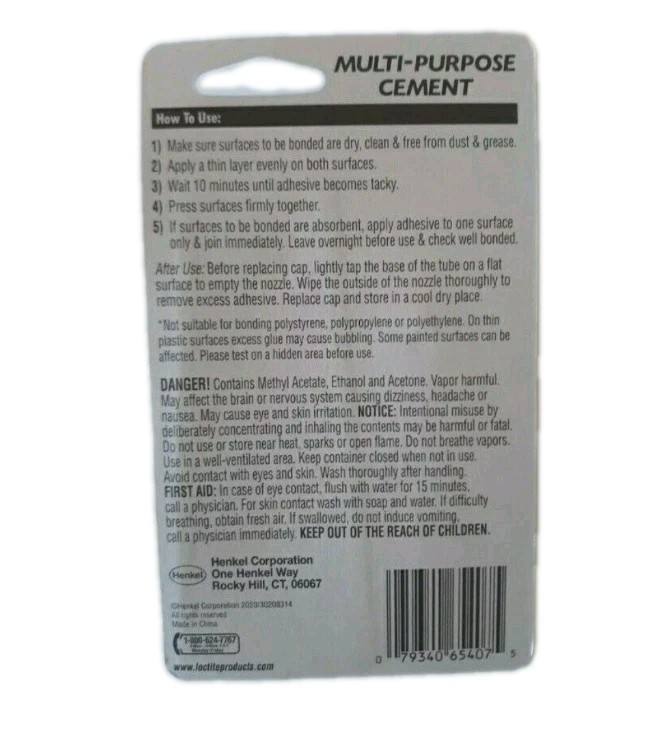 MULTI-PURPOSE
CEMENT
How To Use:
1) Make sure surfaces to be bonded are dry, clean & free from dust & grease.
2) Apply a thin layer evenly on both surfaces.
3) Wait 10 minutes until adhesive becomes tacky.
4) Press surfaces firmly together.
5) If surfaces to be bonded are absorbent, apply adhesive to one surface
only & join immediately. Leave overnight before use & check well bonded.
After Use: Before replacing cap, lightly tap the base of the tube on a flat
surface to empty the nozzle. Wipe the outside of the nozzle thoroughly to
remove excess adhesive. Replace cap and store in a cool dry place.
*Not suitable for bonding polystyrene, polypropylene or polyethylene. On thin
plastic surfaces excess glue may cause bubbling. Some painted surfaces can be
affected. Please test on a hidden area before use.
DANGER! Contains Methyl Acetate, Ethanol and Acetone. Vapor harmful.
May affect the brain or nervous system causing dizziness, headache or
nausea. May cause eye and skin irritation. NOTICE: Intentional misuse by
deliberately concentrating and inhaling the contents may be harmful or fatal.
Do not use or store near heat, sparks or open flame. Do not breathe vapors.
Use in a well-ventilated area. Keep container closed when not in use.
Avoid contact with eyes and skin. Wash thoroughly after handling.
FIRST AID: In case of eye contact, flush with water for 15 minutes,
call a physician. For skin contact wash with soap and water. If difficulty
breathing, obtain fresh air. If swallowed, do not induce vomiting,
call a physician immediately. KEEP OUT OF THE REACH OF CHILDREN.
Henkel Corporation
Henkel One Henkel Way
Rocky Hill, CT, 06067
©Henkel Corporation 2020/30208314
All rights reserved
Made in China
1-800-624-7767
www.loctiteproducts.com
0 79340 65407 5